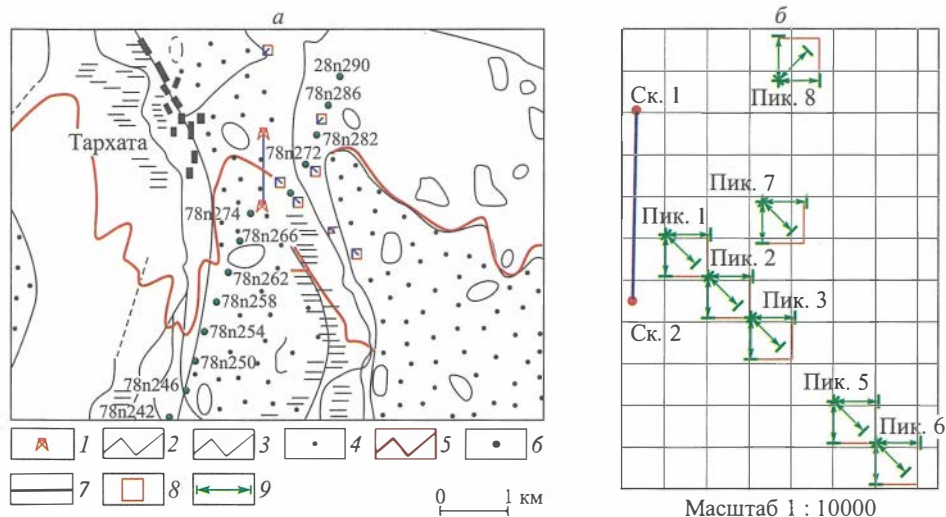 а
28n290
78n286
78n282
Тархата
78n272
78n274
78n266
78n262
78n258
78n254
78n250
78n246
78n242
1 2 3 4 5 6
7 8 9
0 1 км
б
Ск. 1
Пик. 8
Пик. 7
Пик. 1
Пик. 2
Пик. 3
Ск. 2
Пик. 5
Пик. 6
Масштаб 1 : 10000